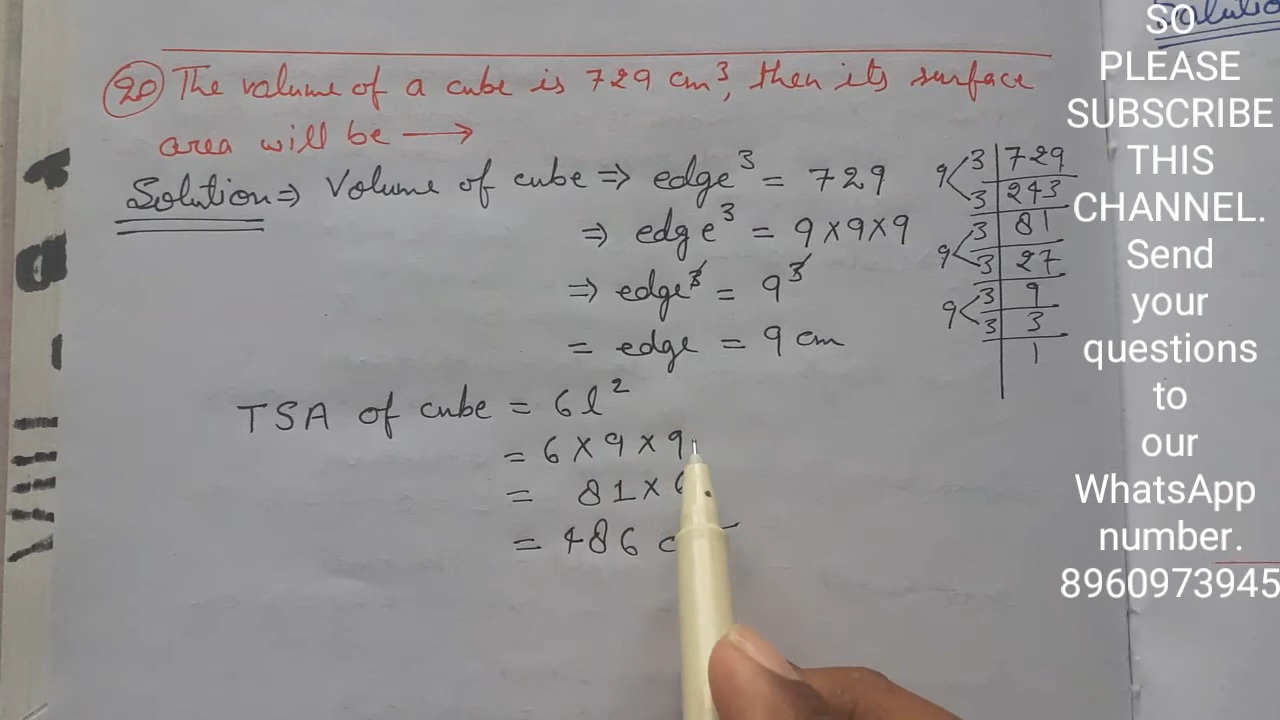 (20) The volume of a cube is 729 cm³, then its surface
area will be →
Solution ⇒ Volume of cube ⇒ edge³ = 729
⇒ edge³ = 9×9×9
⇒ edge³ = 9³
= edge = 9 cm
TSA of cube = 6l²
= 6×9×9
= 81×
= 486
9 3 729
3 243
9 3 81
3 27
9 3 9
3 3
1
SO
PLEASE
SUBSCRIBE
THIS
CHANNEL.
Send
your
questions
to
our
WhatsApp
number.
8960973945